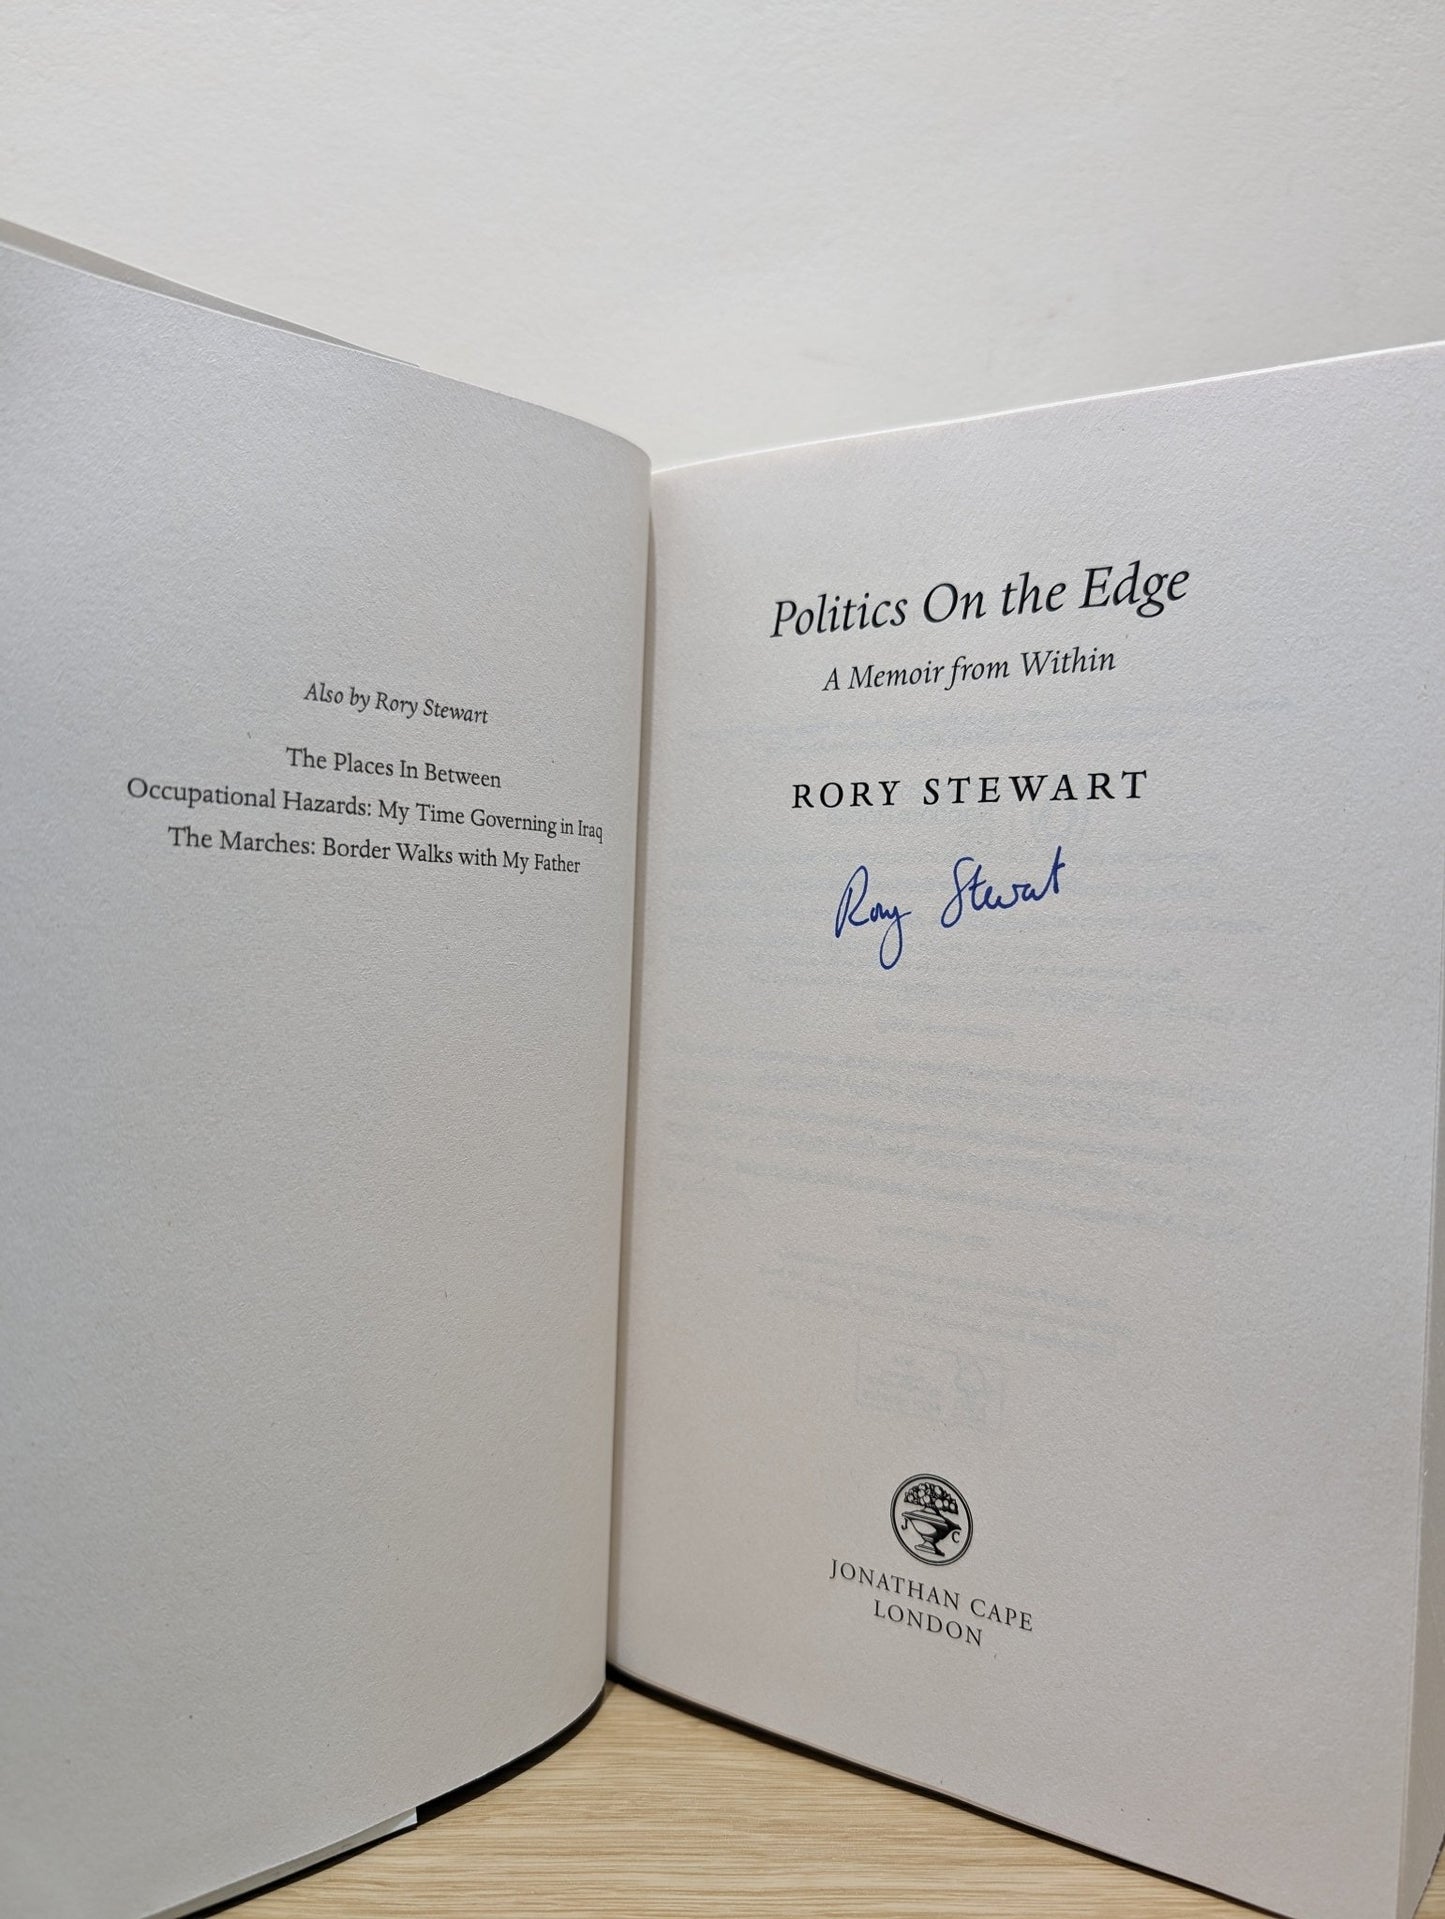 Also by Rory Stewart
The Places In Between
Occupational Hazards: My Time Governing in Iraq
The Marches: Border Walks with My Father
Politics On the Edge
A Memoir from Within
RORY STEWART
Rory Stewart
J C
JONATHAN CAPE
LONDON